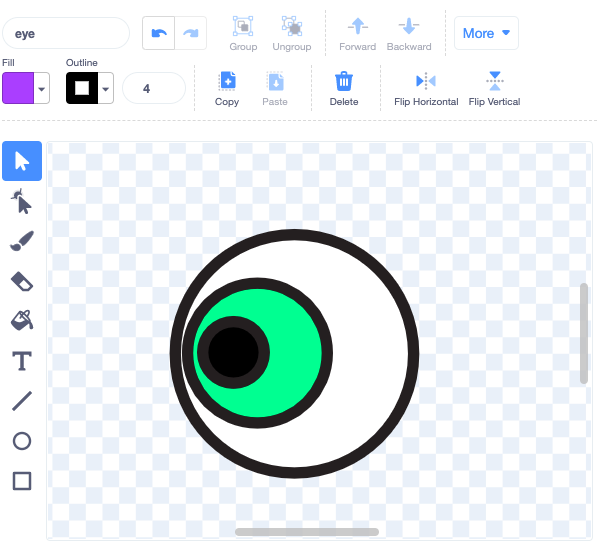 eye
Group
Ungroup
Forward
Backward
More
Fill
Outline
4
Copy
Paste
Delete
Flip Horizontal
Flip Vertical
T